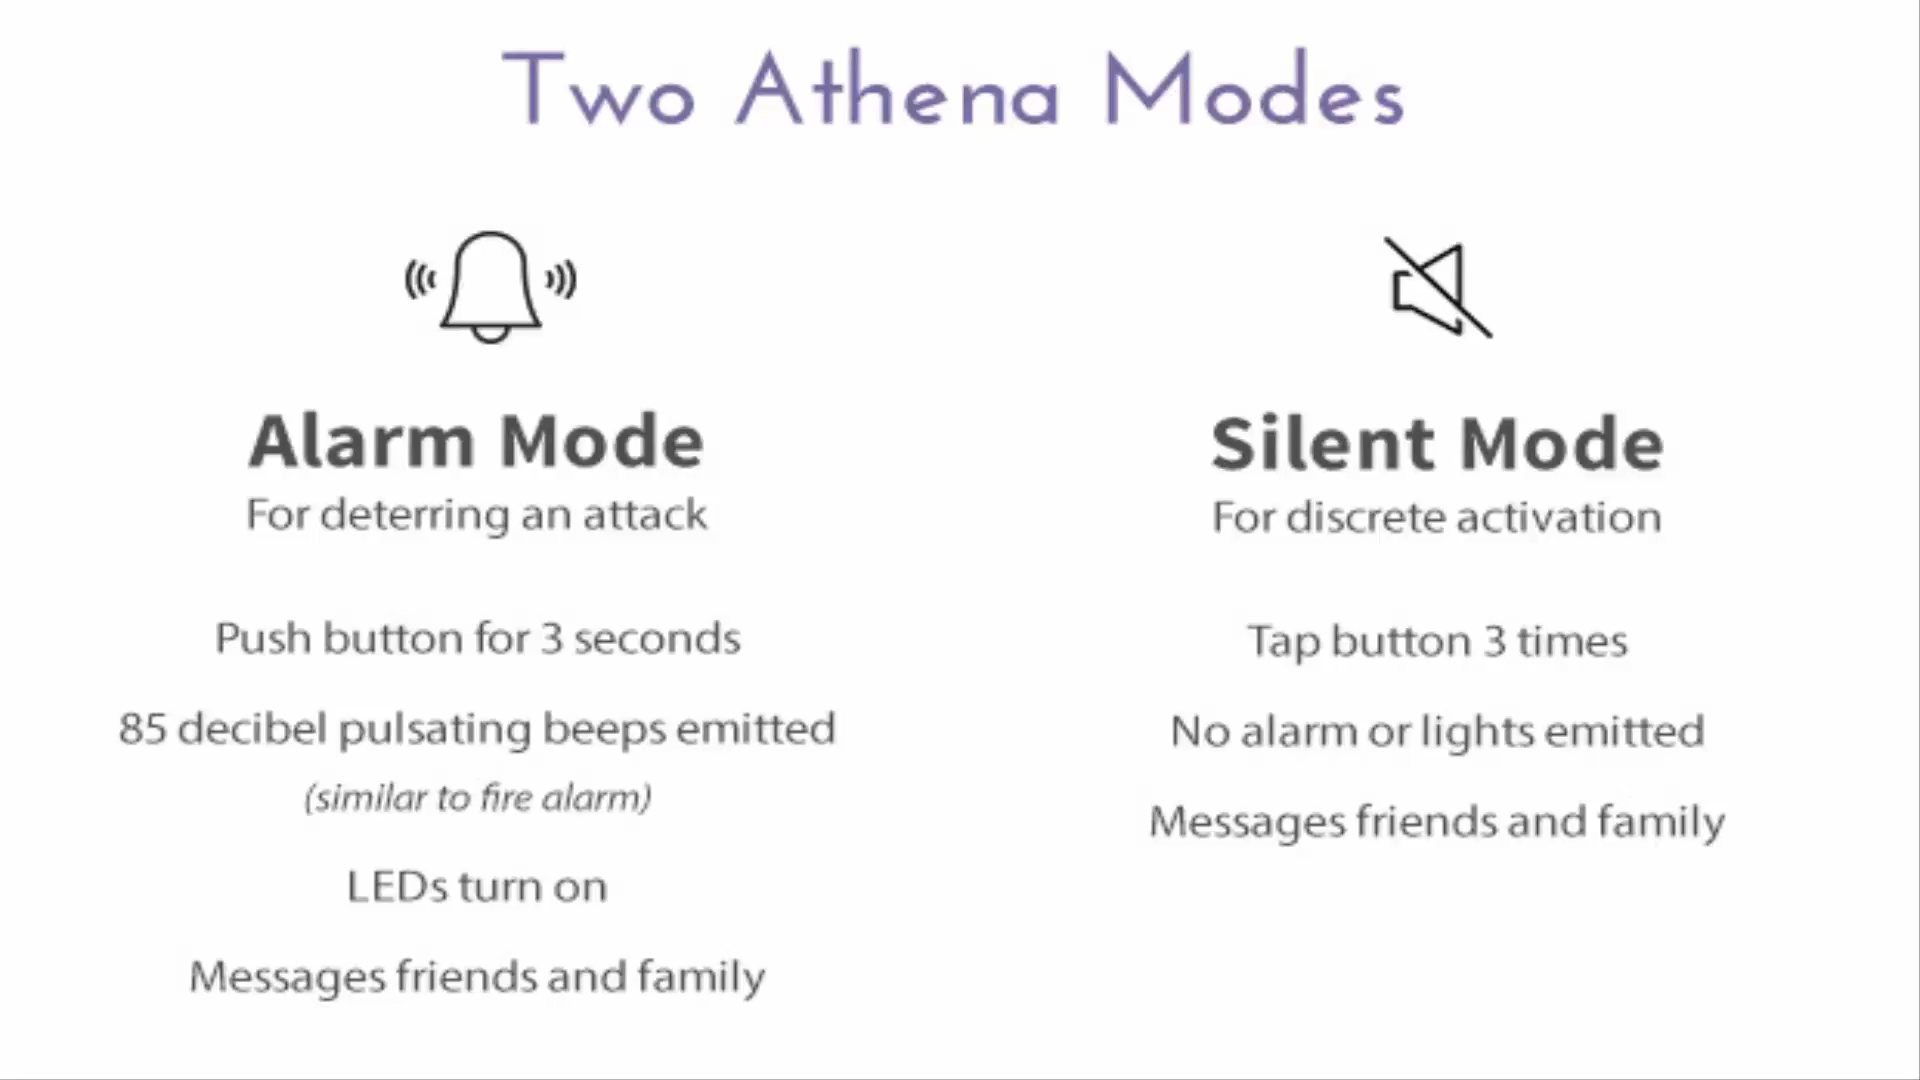 Two Athena Modes
Alarm Mode
For deterring an attack
Push button for 3 seconds
85 decibel pulsating beeps emitted
(similar to fire alarm)
LEDs turn on
Messages friends and family
Silent Mode
For discrete activation
Tap button 3 times
No alarm or lights emitted
Messages friends and family